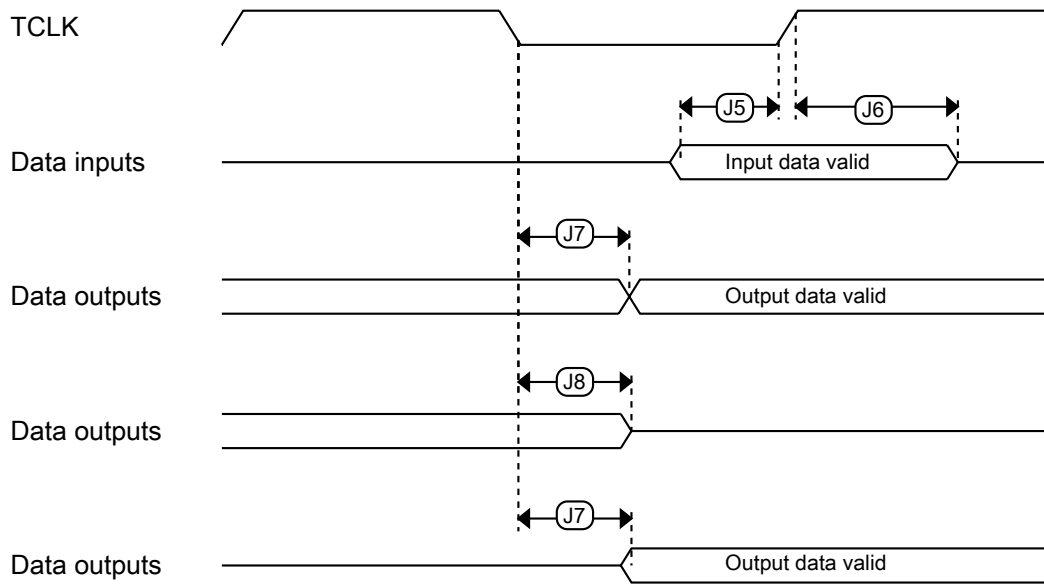 TCLK
J5
J6
Data inputs
Input data valid
J7
Data outputs
Output data valid
J8
Data outputs
J7
Data outputs
Output data valid